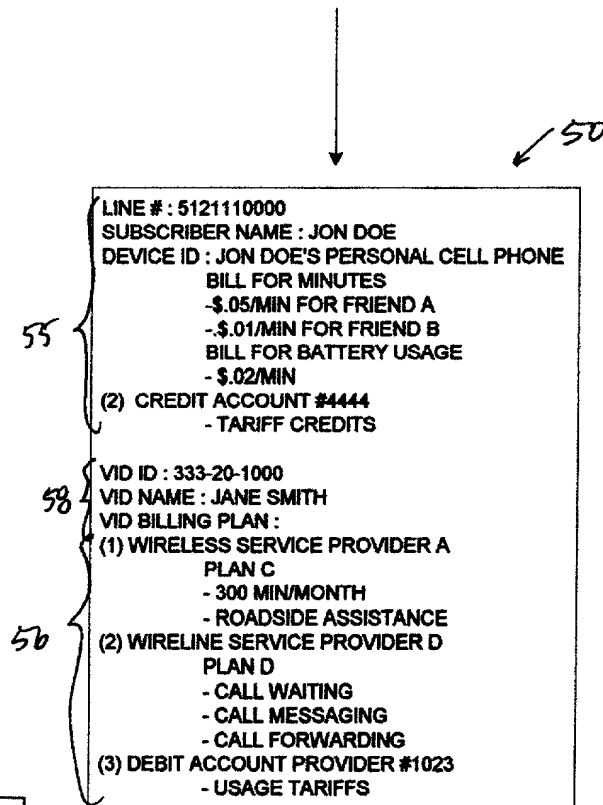 50
LINE # : 5121110000
SUBSCRIBER NAME : JON DOE
DEVICE ID : JON DOE'S PERSONAL CELL PHONE
BILL FOR MINUTES
-$.05/MIN FOR FRIEND A
-.$.01/MIN FOR FRIEND B
BILL FOR BATTERY USAGE
- $.02/MIN
55
(2) CREDIT ACCOUNT #4444
- TARIFF CREDITS
VID ID : 333-20-1000
58
VID NAME : JANE SMITH
VID BILLING PLAN :
(1) WIRELESS SERVICE PROVIDER A
PLAN C
- 300 MIN/MONTH
- ROADSIDE ASSISTANCE
56
(2) WIRELINE SERVICE PROVIDER D
PLAN D
- CALL WAITING
- CALL MESSAGING
- CALL FORWARDING
(3) DEBIT ACCOUNT PROVIDER #1023
- USAGE TARIFFS